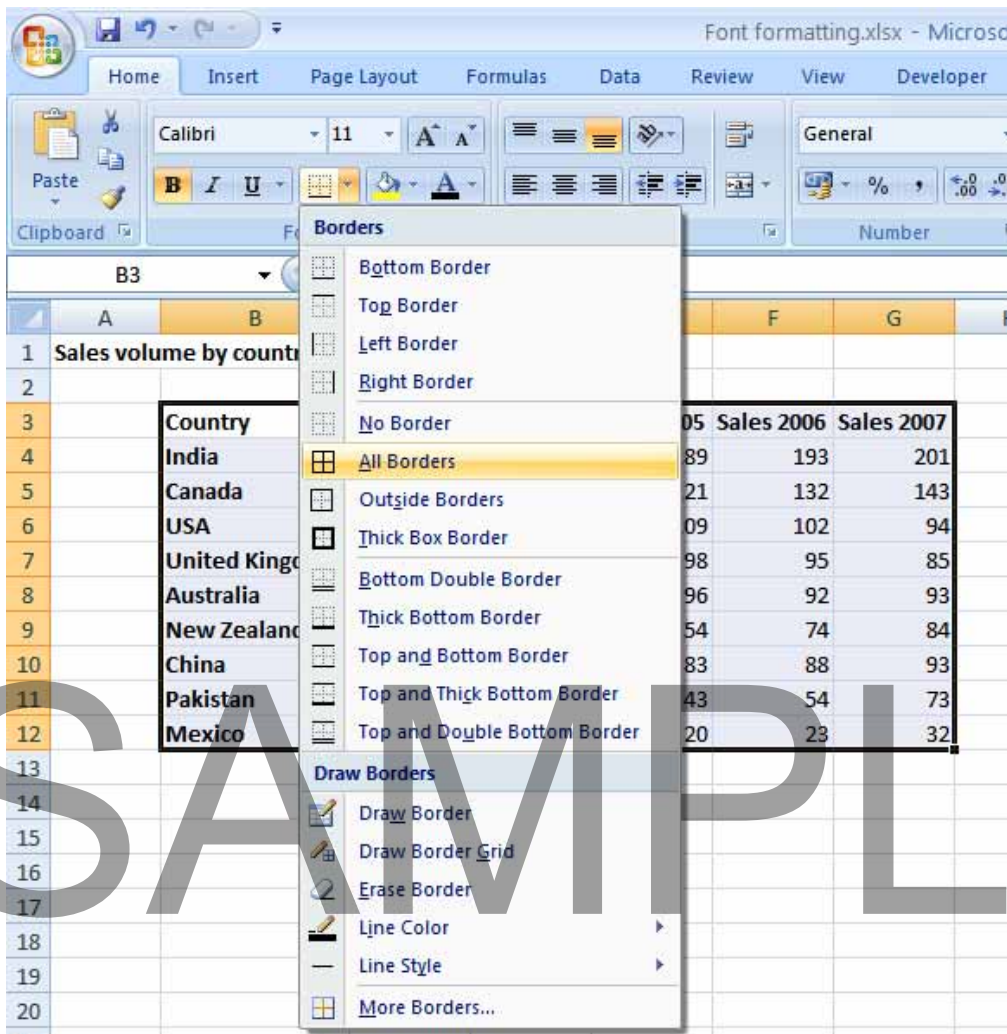 Font formatting.xlsx - Microso
Home Insert Page Layout Formulas Data Review View Developer
Calibri 11 A A General
Paste B I U A a % , .00 .0
Clipboard Number
B3
Borders
Bottom Border
Top Border
Left Border
Right Border
No Border
All Borders
Outside Borders
Thick Box Border
Bottom Double Border
Thick Bottom Border
Top and Bottom Border
Top and Thick Bottom Border
Top and Double Bottom Border
Draw Borders
Draw Border
Draw Border Grid
Erase Border
Line Color
Line Style
More Borders...
A B F G
1 Sales volume by countr
2
3 Country 05 Sales 2006 Sales 2007
4 India 89 193 201
5 Canada 21 132 143
6 USA 09 102 94
7 United Kingd 98 95 85
8 Australia 96 92 93
9 New Zealand 54 74 84
10 China 83 88 93
11 Pakistan 43 54 73
12 Mexico 20 23 32
13
14
15
16
17
18
19
20
SAMPL